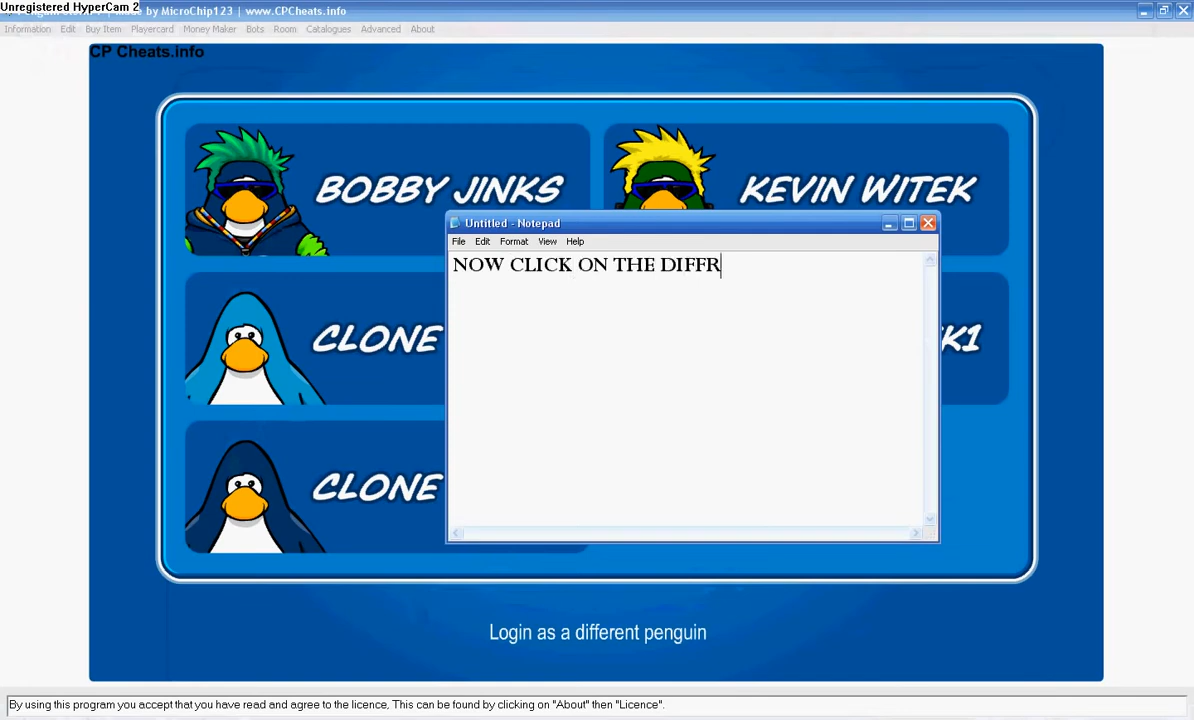 Unregistered HyperCam 2
made by MicroChip123 | www.CPCheats.info
Information Edit Buy Item Playercard Money Maker Bots Room Catalogues Advanced About
CP Cheats.info
BOBBY JINKS
KEVIN WITEK
Untitled - Notepad
File Edit Format View Help
NOW CLICK ON THE DIFFR
CLONE
K1
CLONE
Login as a different penguin
By using this program you accept that you have read and agree to the licence, This can be found by clicking on "About" then "Licence".